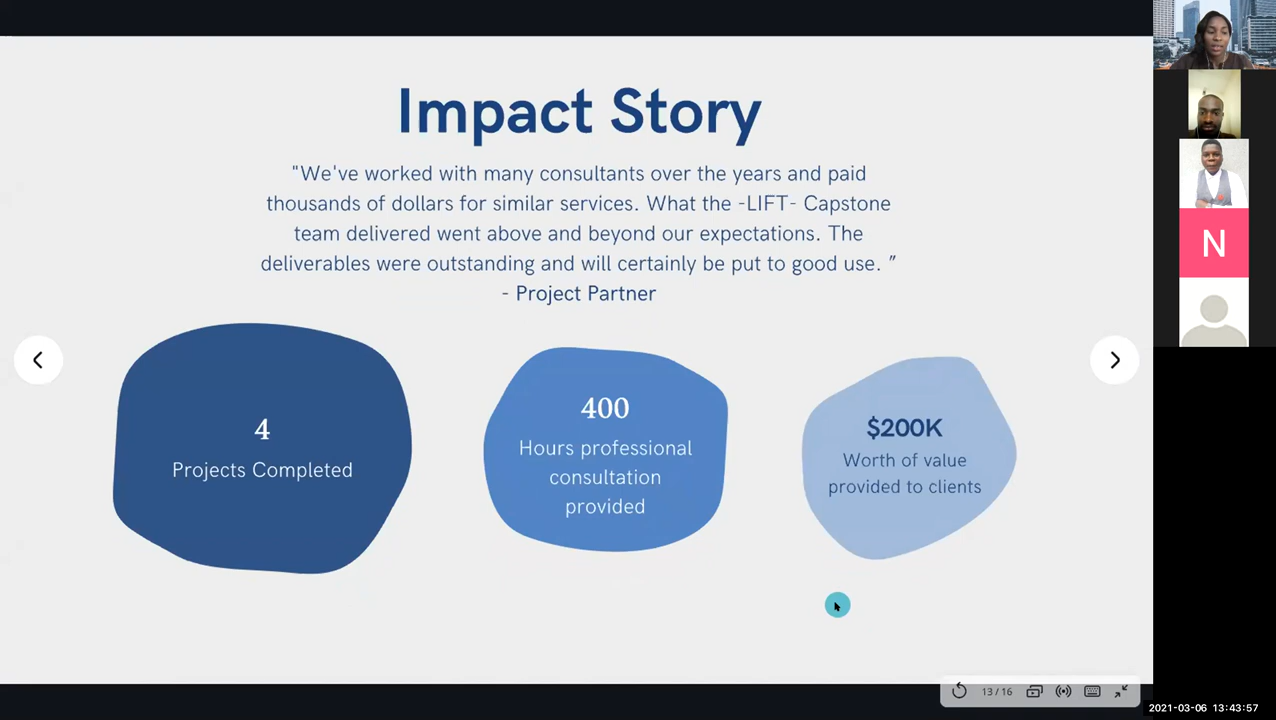 Impact Story
"We've worked with many consultants over the years and paid
thousands of dollars for similar services. What the -LIFT- Capstone
team delivered went above and beyond our expectations. The
deliverables were outstanding and will certainly be put to good use. "
- Project Partner
4
Projects Completed
400
Hours professional
consultation
provided
$200K
Worth of value
provided to clients
N
13 / 16
2021-03-06 13:43:57